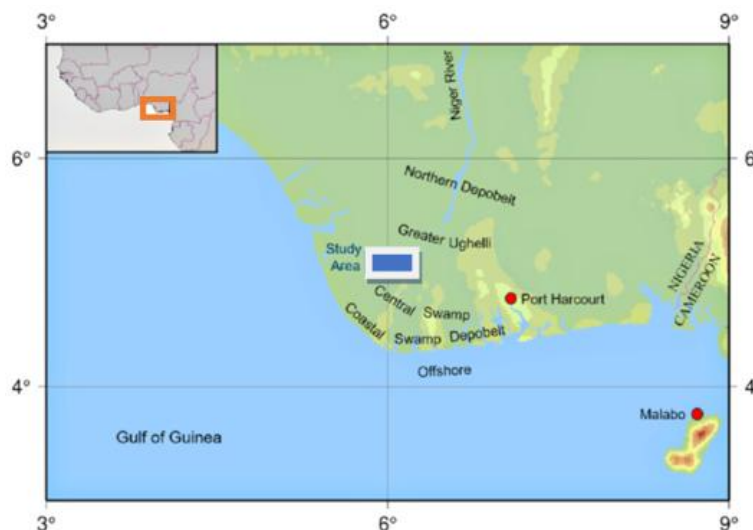 3°
6°
9°
Niger River
6°
6
Northern Depobelt
Greater Ughelli
Study
Area
NIGERIA
CAMEROON
Central Swamp
Port Harcourt
Coastal Swamp Depobelt
Offshore
4°
4
Malabo
Gulf of Guinea
3°
6°
9°